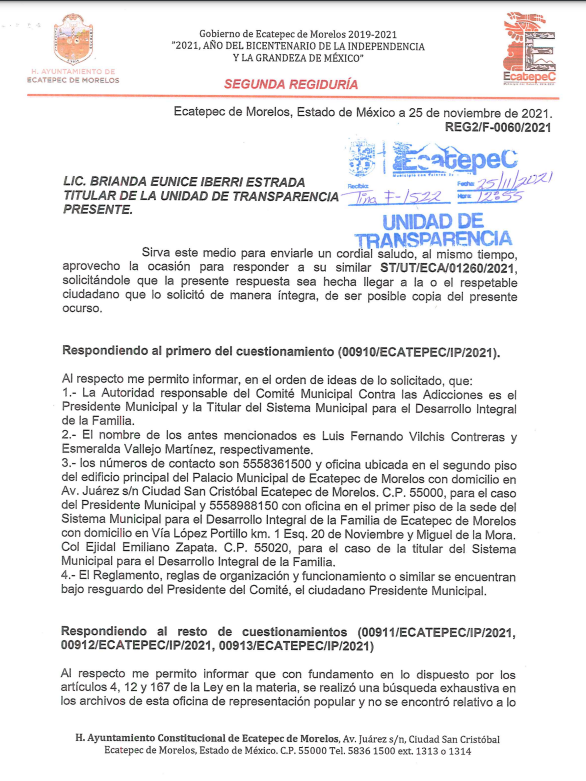 Gobierno de Ecatepec de Morelos 2019-2021
"2021, AÑO DEL BICENTENARIO DE LA INDEPENDENCIA
Y LA GRANDEZA DE MÉXICO"
H. AYUNTAMIENTO DE
ECATEPEC DE MORELOS
E
EcatepeC
SEGUNDA REGIDURÍA
Ecatepec de Morelos, Estado de México a 25 de noviembre de 2021.
REG2/F-0060/2021
EcatepeC
LIC. BRIANDA EUNICE IBERRI ESTRADA
TITULAR DE LA UNIDAD DE TRANSPARENCIA
PRESENTE.
Recibió: Tina F-1522 Fecha: 25/11/2021
Hora: 12:55
UNIDAD DE
TRANSPARENCIA
Sirva este medio para enviarle un cordial saludo, al mismo tiempo,
aprovecho la ocasión para responder a su similar ST/UT/ECA/01260/2021,
solicitándole que la presente respuesta sea hecha llegar a la o el respetable
ciudadano que lo solicitó de manera íntegra, de ser posible copia del presente
ocurso.
Respondiendo al primero del cuestionamiento (00910/ECATEPEC/IP/2021).
Al respecto me permito informar, en el orden de ideas de lo solicitado, que:
1.- La Autoridad responsable del Comité Municipal Contra las Adicciones es el
Presidente Municipal y la Titular del Sistema Municipal para el Desarrollo Integral
de la Familia.
2.- El nombre de los antes mencionados es Luis Fernando Vilchis Contreras y
Esmeralda Vallejo Martínez, respectivamente.
3.- los números de contacto son 5558361500 y oficina ubicada en el segundo piso
del edificio principal del Palacio Municipal de Ecatepec de Morelos con domicilio en
Av. Juárez s/n Ciudad San Cristóbal Ecatepec de Morelos. C.P. 55000, para el caso
del Presidente Municipal y 5558988150 con oficina en el primer piso de la sede del
Sistema Municipal para el Desarrollo Integral de la Familia de Ecatepec de Morelos
con domicilio en Vía López Portillo km. 1 Esq. 20 de Noviembre y Miguel de la Mora.
Col Ejidal Emiliano Zapata. C.P. 55020, para el caso de la titular del Sistema
Municipal para el Desarrollo Integral de la Familia.
4.- El Reglamento, reglas de organización y funcionamiento o similar se encuentran
bajo resguardo del Presidente del Comité, el ciudadano Presidente Municipal.
Respondiendo al resto de cuestionamientos (00911/ECATEPEC/IP/2021,
00912/ECATEPEC/IP/2021, 00913/ECATEPEC/IP/2021)
Al respecto me permito informar que con fundamento en lo dispuesto por los
artículos 4, 12 y 167 de la Ley en la materia, se realizó una búsqueda exhaustiva en
los archivos de esta oficina de representación popular y no se encontró relativo a lo
H. Ayuntamiento Constitucional de Ecatepec de Morelos, Av. Juárez s/n, Ciudad San Cristóbal
Ecatepec de Morelos, Estado de México. C.P. 55000 Tel. 5836 1500 ext. 1313 o 1314